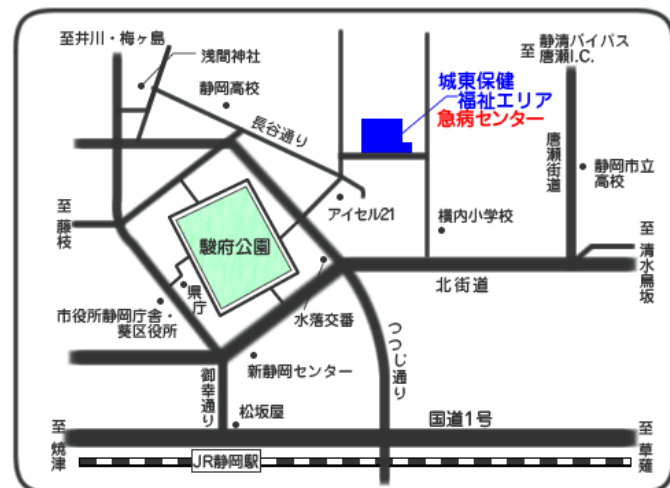 至井川・梅ヶ島
浅間神社
静岡高校
長谷通り
至
静清バイパス
唐瀬I.C.
城東保健
福祉エリア
急病センター
唐瀬街道
静岡市立
高校
至
藤枝
アイセル21
横内小学校
至
清水鳥坂
駿府公園
県庁
市役所静岡庁舎・
葵区役所
水落交番
北街道
つつじ通り
新静岡センター
御幸通り
松坂屋
国道1号
至
焼津
JR静岡駅
至
草薙